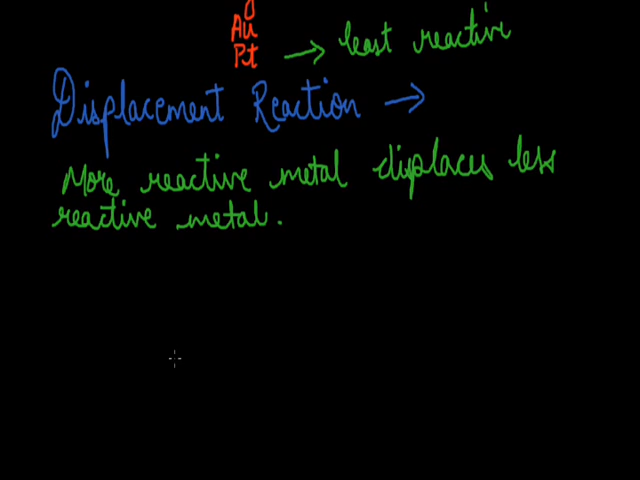 Au
Pt → least reactive
Displacement Reaction →
More reactive metal displaces less
reactive metal.